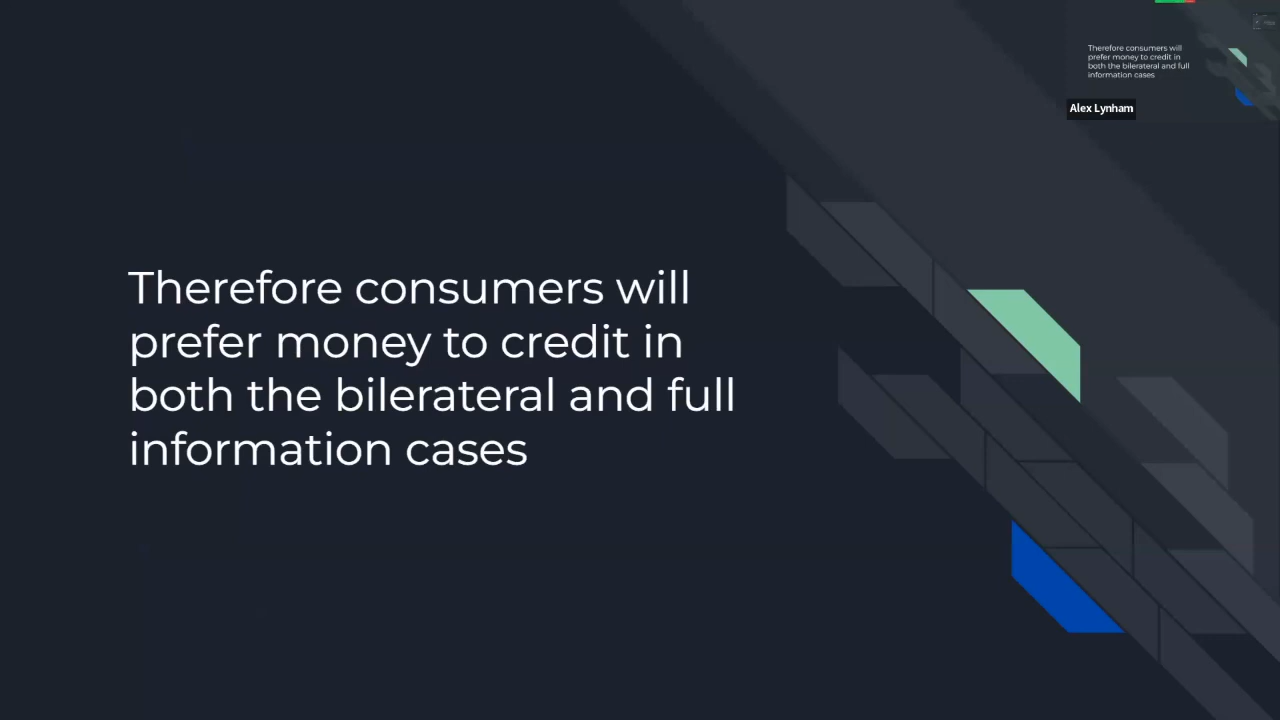 Therefore consumers will
prefer money to credit in
both the bilerateral and full
information cases
Therefore consumers will
prefer money to credit in
both the bilerateral and full
information cases
Alex Lynham